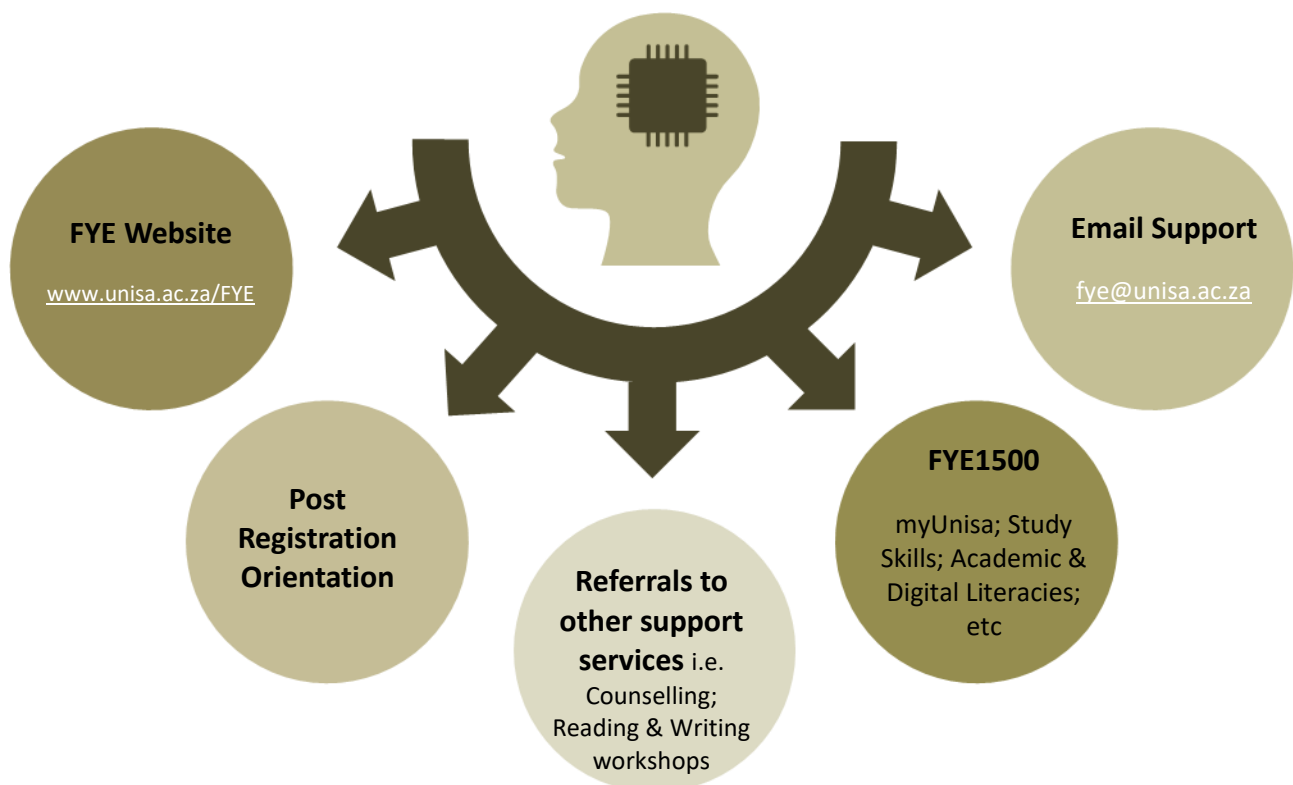 FYE Website
www.unisa.ac.za/FYE
Post
Registration
Orientation
Referrals to
other support
services i.e.
Counselling;
Reading & Writing
workshops
FYE1500
myUnisa; Study
Skills; Academic &
Digital Literacies;
etc
Email Support
fye@unisa.ac.za